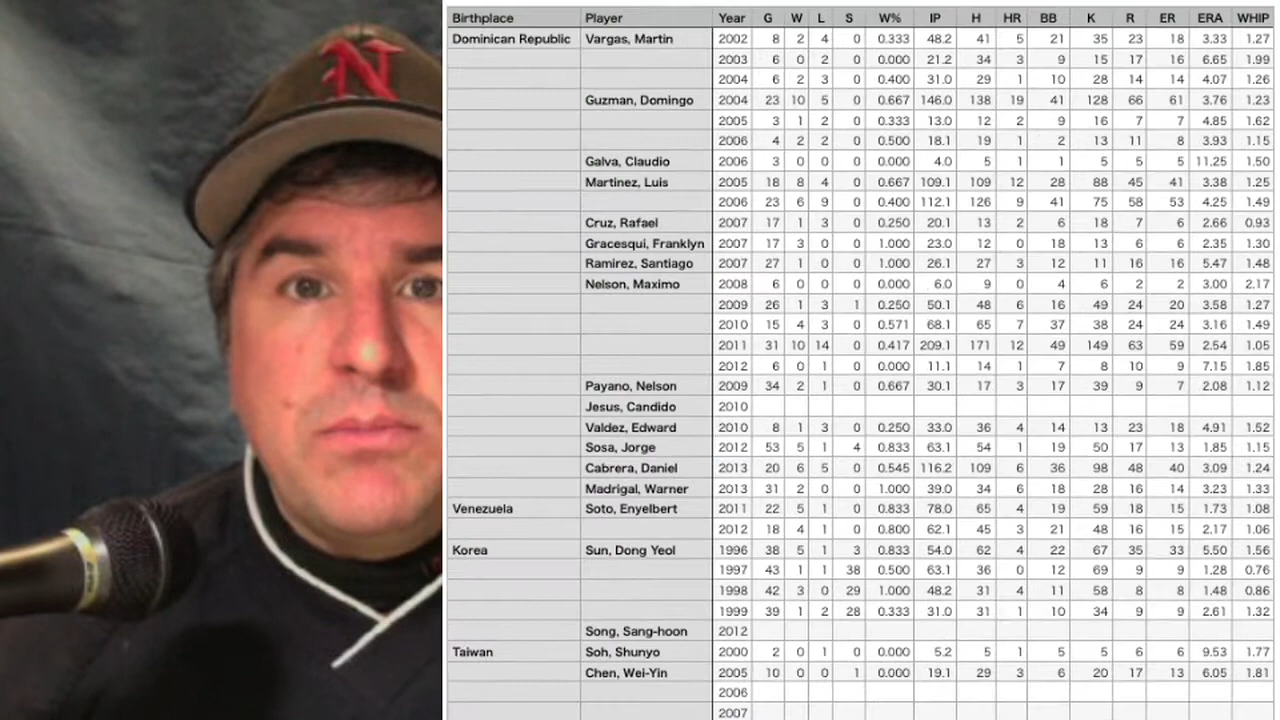 N
Birthplace Player Year G W L S W% IP H HR BB K R ER ERA WHIP
Dominican Republic Vargas, Martin 2002 8 2 4 0 0.333 48.2 41 5 21 35 23 18 3.33 1.27
2003 6 0 2 0 0.000 21.2 34 3 9 15 17 16 6.65 1.99
2004 6 2 3 0 0.400 31.0 29 1 10 28 14 14 4.07 1.26
Guzman, Domingo 2004 23 10 5 0 0.667 146.0 138 19 41 128 66 61 3.76 1.23
2005 3 1 2 0 0.333 13.0 12 2 9 16 7 7 4.85 1.62
2006 4 2 2 0 0.500 18.1 19 1 2 13 11 8 3.93 1.15
Galva, Claudio 2006 3 0 0 0 0.000 4.0 5 1 1 5 5 5 11.25 1.50
Martinez, Luis 2005 18 8 4 0 0.667 109.1 109 12 28 88 45 41 3.38 1.25
2006 23 6 9 0 0.400 112.1 126 9 41 75 58 53 4.25 1.49
Cruz, Rafael 2007 17 1 3 0 0.250 20.1 13 2 6 18 7 6 2.66 0.93
Gracesqui, Franklyn 2007 17 3 0 0 1.000 23.0 12 0 18 13 6 6 2.35 1.30
Ramirez, Santiago 2007 27 1 0 0 1.000 26.1 27 3 12 11 16 16 5.47 1.48
Nelson, Maximo 2008 6 0 0 0 0.000 6.0 9 0 4 6 2 2 3.00 2.17
2009 26 1 3 1 0.250 50.1 48 6 16 49 24 20 3.58 1.27
2010 15 4 3 0 0.571 68.1 65 7 37 38 24 24 3.16 1.49
2011 31 10 14 0 0.417 209.1 171 12 49 149 63 59 2.54 1.05
2012 6 0 1 0 0.000 11.1 14 1 7 8 10 9 7.15 1.85
Payano, Nelson 2009 34 2 1 0 0.667 30.1 17 3 17 39 9 7 2.08 1.12
Jesus, Candido 2010
Valdez, Edward 2010 8 1 3 0 0.250 33.0 36 4 14 13 23 18 4.91 1.52
Sosa, Jorge 2012 53 5 1 4 0.833 63.1 54 1 19 50 17 13 1.85 1.15
Cabrera, Daniel 2013 20 6 5 0 0.545 116.2 109 6 36 98 48 40 3.09 1.24
Madrigal, Warner 2013 31 2 0 0 1.000 39.0 34 6 18 28 16 14 3.23 1.33
Venezuela Soto, Enyelbert 2011 22 5 1 0 0.833 78.0 65 4 19 59 18 15 1.73 1.08
2012 18 4 1 0 0.800 62.1 45 3 21 48 16 15 2.17 1.06
Korea Sun, Dong Yeol 1996 38 5 1 3 0.833 54.0 62 4 22 67 35 33 5.50 1.56
1997 43 1 1 38 0.500 63.1 36 0 12 69 9 9 1.28 0.76
1998 42 3 0 29 1.000 48.2 31 4 11 58 8 8 1.48 0.86
1999 39 1 2 28 0.333 31.0 31 1 10 34 9 9 2.61 1.32
Song, Sang-hoon 2012
Taiwan Soh, Shunyo 2000 2 0 1 0 0.000 5.2 5 1 5 5 6 6 9.53 1.77
Chen, Wei-Yin 2005 10 0 0 1 0.000 19.1 29 3 6 20 17 13 6.05 1.81
2006
2007